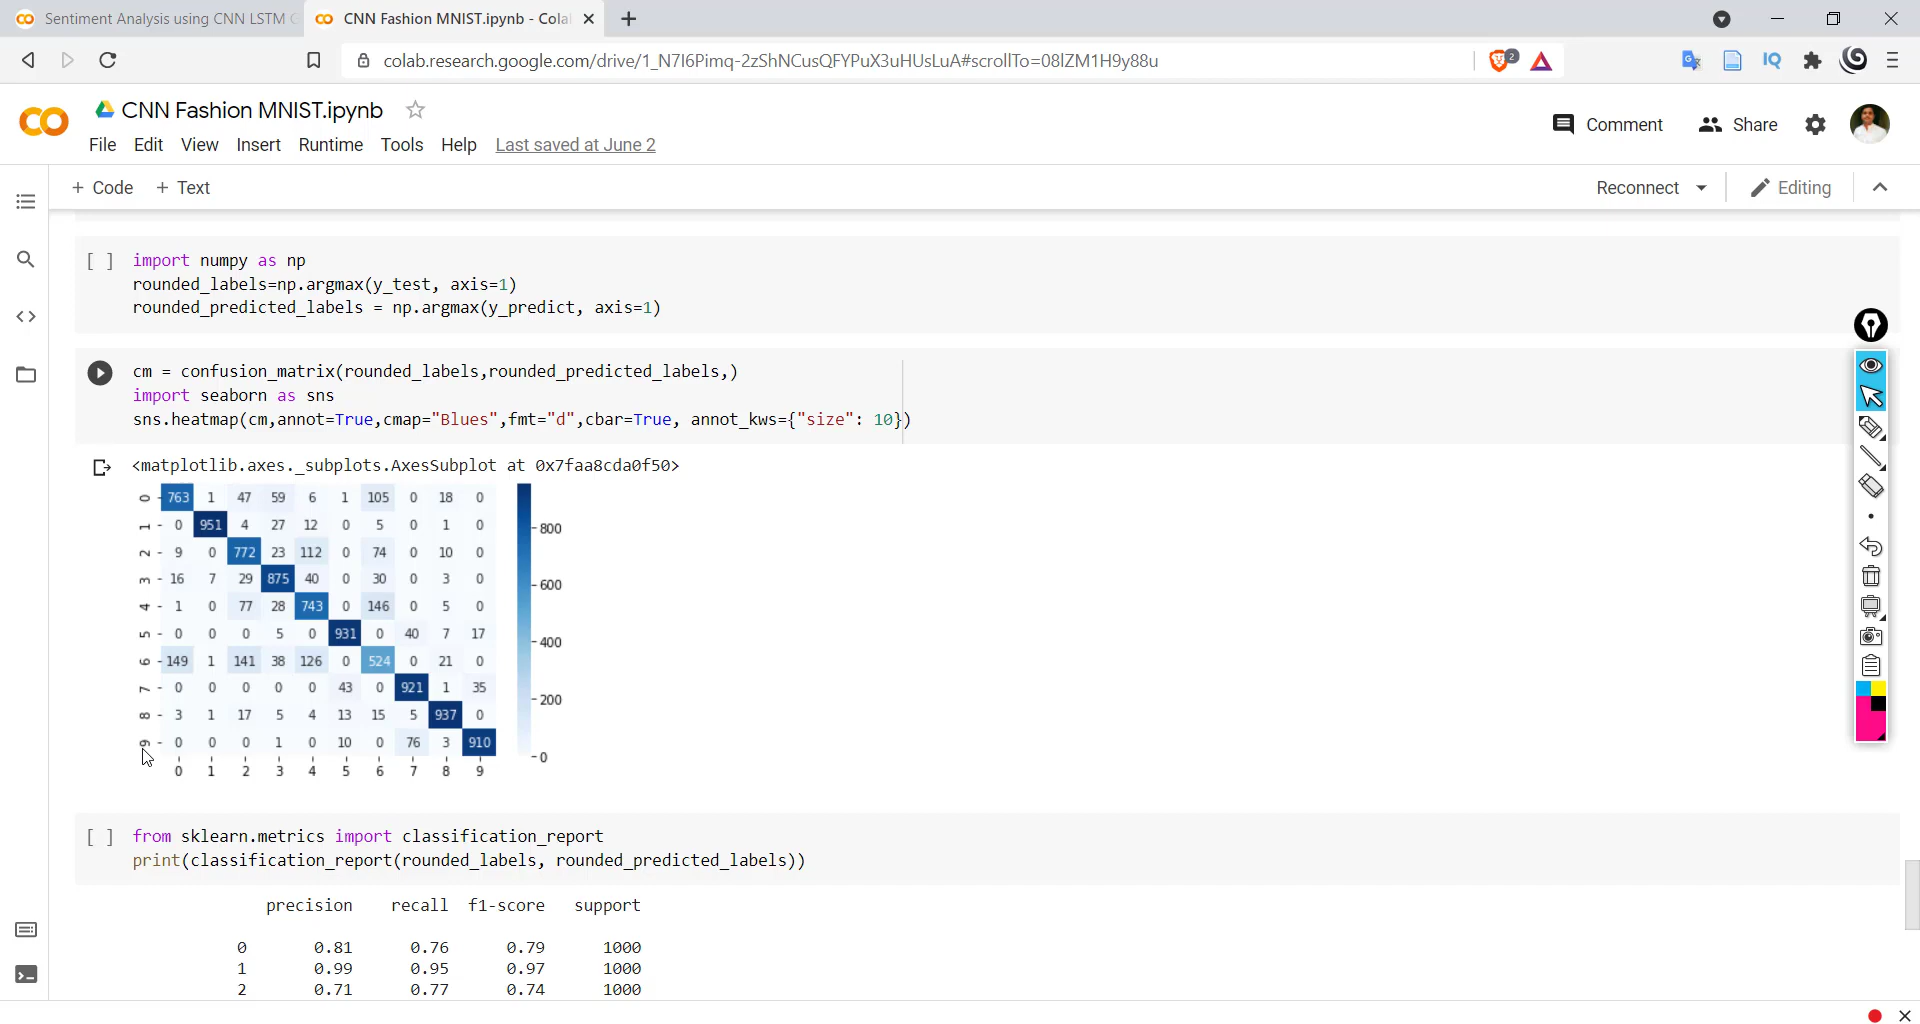 Sentiment Analysis using CNN LSTM
CNN Fashion MNIST.ipynb - Cola
colab.research.google.com/drive/1_N7I6Pimq-2zShNCusQFYPuX3uHUsLuA#scrollTo=08lZM1H9y88u
2
IQ
CNN Fashion MNIST.ipynb
Comment
Share
File Edit View Insert Runtime Tools Help Last saved at June 2
+ Code + Text
Reconnect
Editing
[ ] import numpy as np
rounded_labels=np.argmax(y_test, axis=1)
rounded_predicted_labels = np.argmax(y_predict, axis=1)
cm = confusion_matrix(rounded_labels,rounded_predicted_labels,)
import seaborn as sns
sns.heatmap(cm,annot=True,cmap="Blues",fmt="d",cbar=True, annot_kws={"size": 10})
<matplotlib.axes._subplots.AxesSubplot at 0x7faa8cda0f50>
0 763 1 47 59 6 1 105 0 18 0
1 0 951 4 27 12 0 5 0 1 0
2 9 0 772 23 112 0 74 0 10 0
3 16 7 29 875 40 0 30 0 3 0
4 1 0 77 28 743 0 146 0 5 0
5 0 0 0 5 0 931 0 40 7 17
6 149 1 141 38 126 0 524 0 21 0
7 0 0 0 0 0 43 0 921 1 35
8 3 1 17 5 4 13 15 5 937 0
9 0 0 0 1 0 10 0 76 3 910
0 1 2 3 4 5 6 7 8 9
800
600
400
200
0
[ ] from sklearn.metrics import classification_report
print(classification_report(rounded_labels, rounded_predicted_labels))
precision recall f1-score support
0 0.81 0.76 0.79 1000
1 0.99 0.95 0.97 1000
2 0.71 0.77 0.74 1000